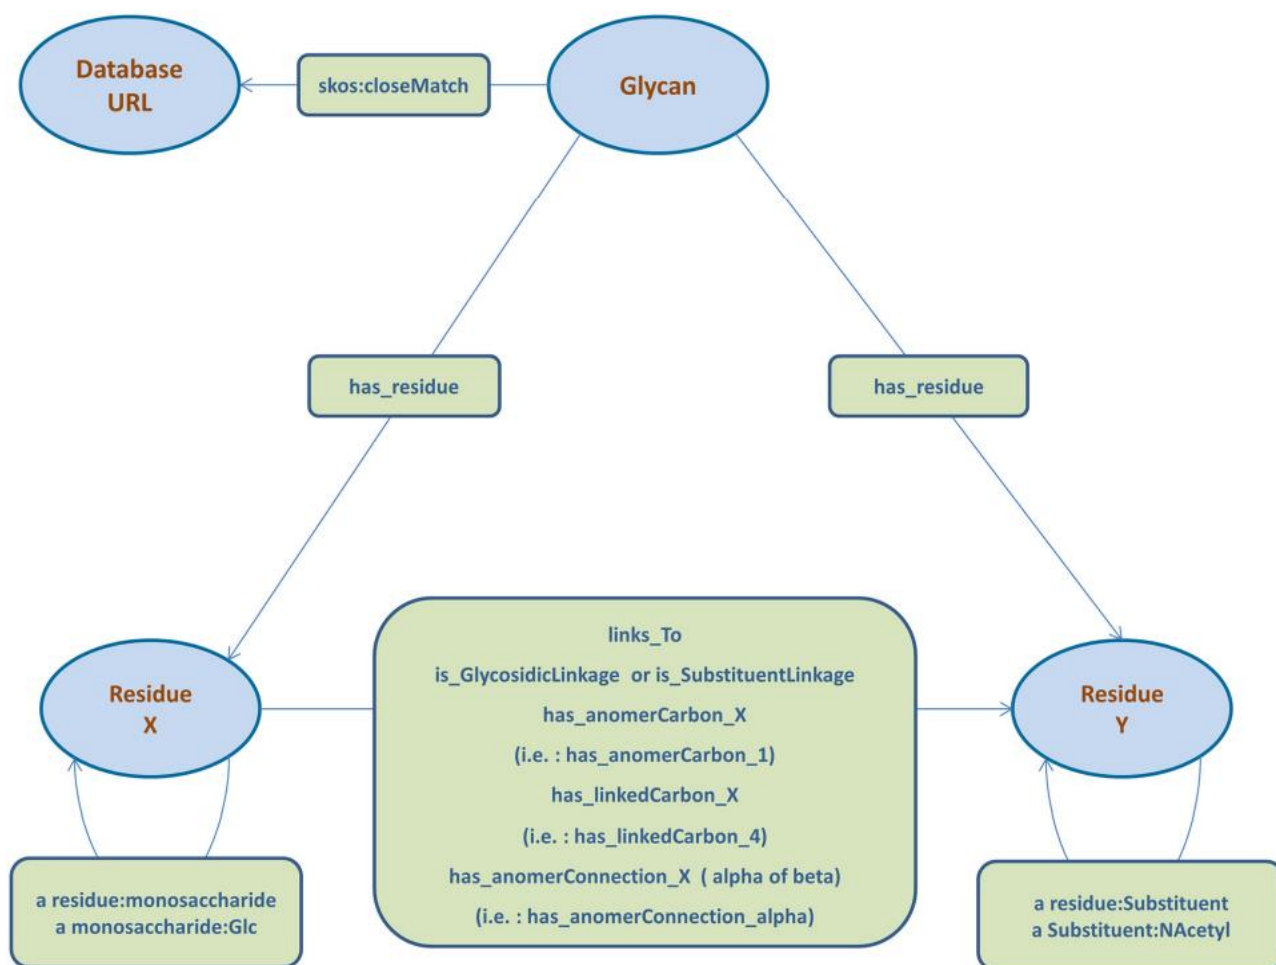 Database
URL
skos:closeMatch
Glycan
has_residue
has_residue
Residue
X
links_To
is_GlycosidicLinkage or is_SubstituentLinkage
has_anomerCarbon_X
(i.e. : has_anomerCarbon_1)
has_linkedCarbon_X
(i.e. : has_linkedCarbon_4)
has_anomerConnection_X ( alpha of beta)
(i.e. : has_anomerConnection_alpha)
Residue
Y
a residue:monosaccharide
a monosaccharide:Glc
a residue:Substituent
a Substituent:NAcetyl